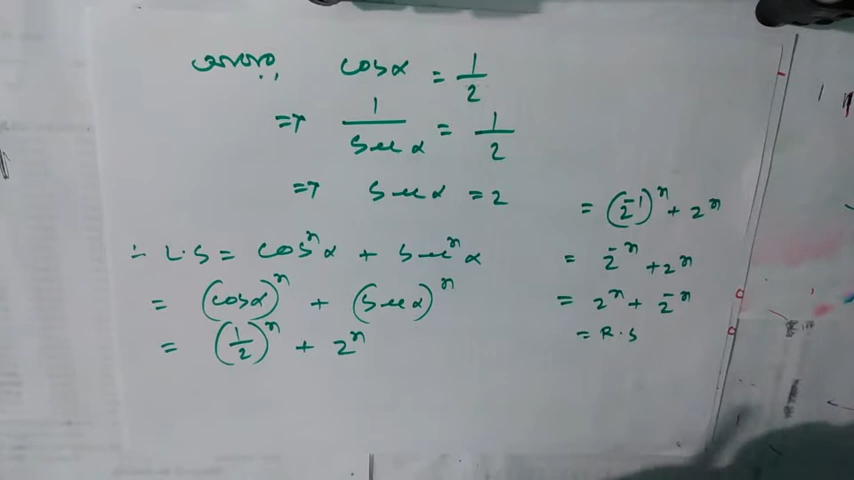 cosα = 1/2
=> 1/secα = 1/2
=> secα = 2
∴ L.S = cosⁿα + secⁿα
= (cosα)ⁿ + (secα)ⁿ
= (1/2)ⁿ + 2ⁿ
= (2⁻¹)ⁿ + 2ⁿ
= 2⁻ⁿ + 2ⁿ
= 2ⁿ + 2⁻ⁿ
= R.S